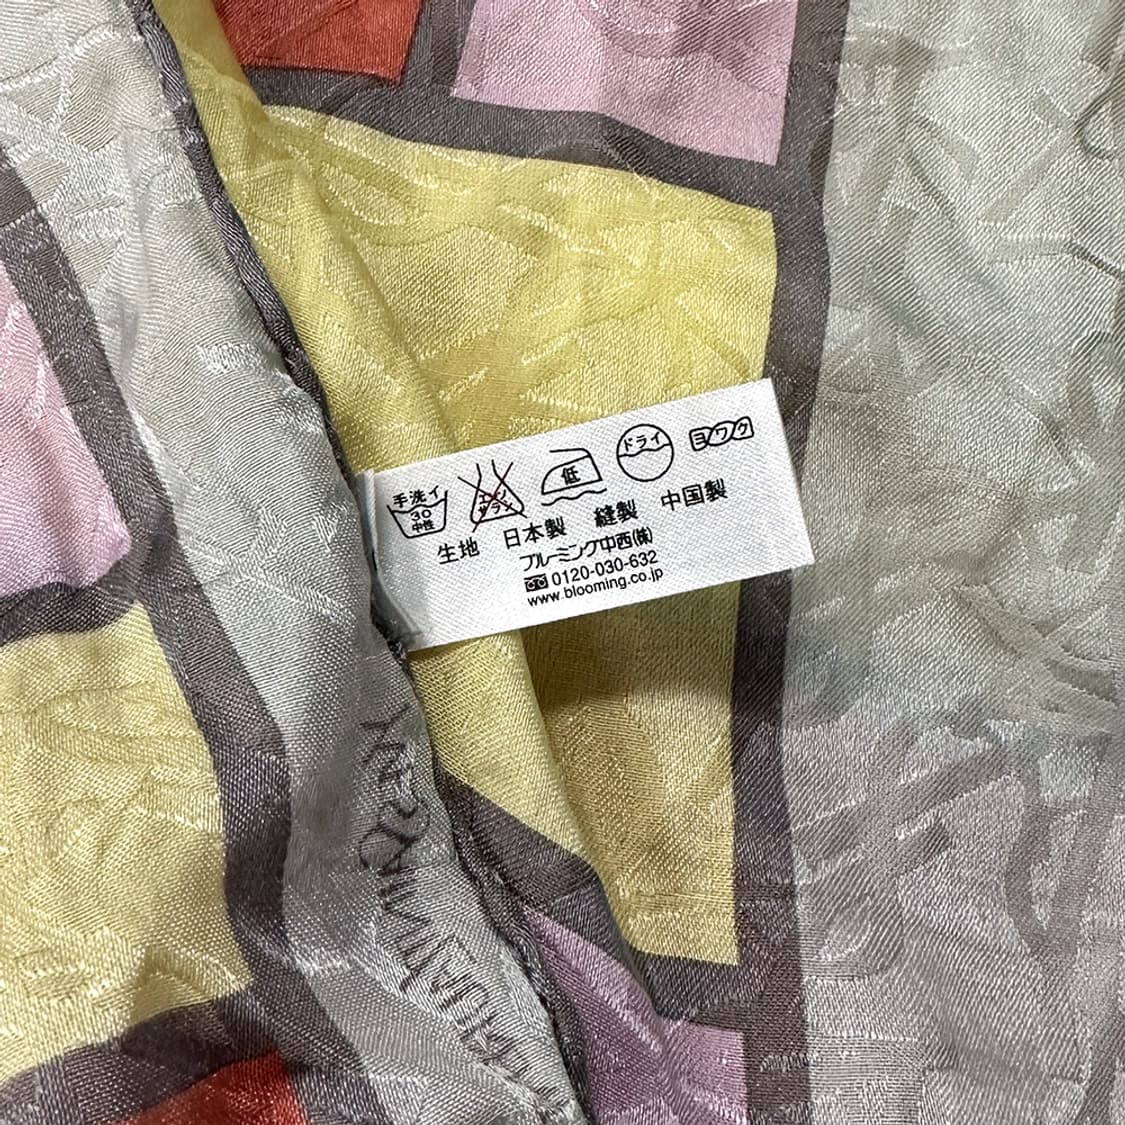 手洗イ
30
中性
エンソ
サラシ
低
ドライ
ヨワク
生地 日本製 縫製 中国製
ブルーミング中西(株)
0120-030-632
www.blooming.co.jp